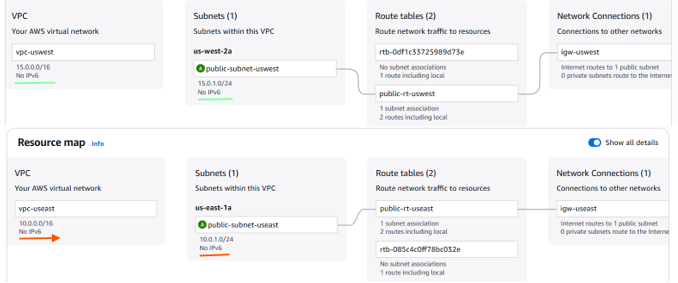 VPC
Your AWS virtual network
vpc-uswest
15.0.0.0/16
No IPv6
Subnets (1)
Subnets within this VPC
us-west-2a
A public-subnet-uswest
15.0.1.0/24
No IPv6
Route tables (2)
Route network traffic to resources
rtb-0df1c33725989d73e
No subnet associations
1 route including local
public-rt-uswest
1 subnet association
2 routes including local
Network Connections (1)
Connections to other networks
igw-uswest
Internet routes to 1 public subnet
0 private subnets route to the Interne
Resource map Info
Show all details
VPC
Your AWS virtual network
vpc-useast
10.0.0.0/16
No IPv6
Subnets (1)
Subnets within this VPC
us-east-1a
A public-subnet-useast
10.0.1.0/24
No IPv6
Route tables (2)
Route network traffic to resources
public-rt-useast
1 subnet association
2 routes including local
rtb-085c4c0ff78bc032e
No subnet associations
1 route including local
Network Connections (1)
Connections to other networks
igw-useast
Internet routes to 1 public subnet
0 private subnets route to the Interne